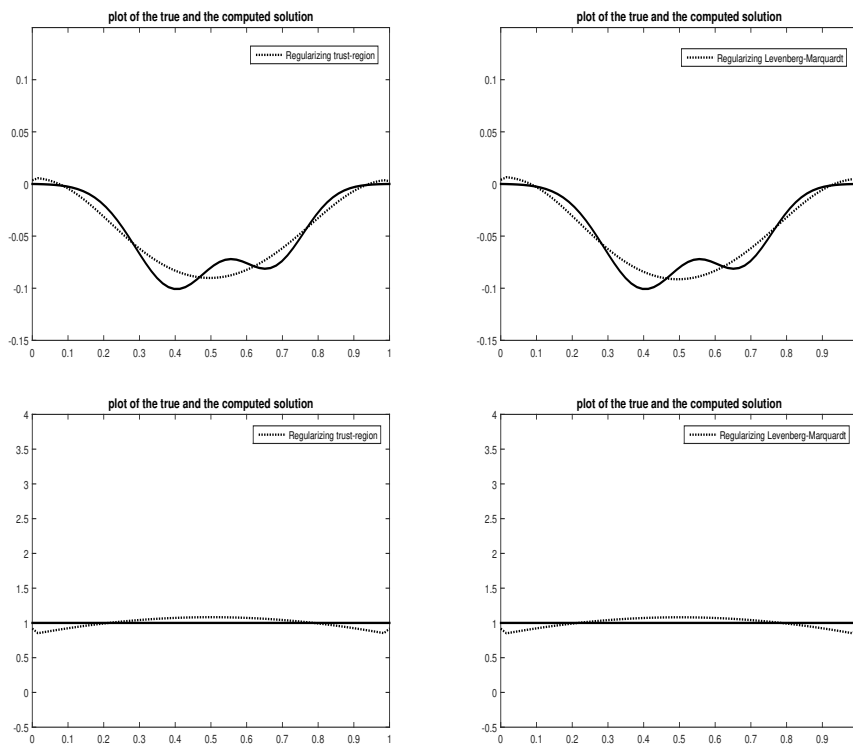 plot of the true and the computed solution
Regularizing trust-region
0.1
0.05
0
-0.05
-0.1
-0.15
0 0.1 0.2 0.3 0.4 0.5 0.6 0.7 0.8 0.9 1
plot of the true and the computed solution
Regularizing Levenberg-Marquardt
0.1
0.05
0
-0.05
-0.1
-0.15
0 0.1 0.2 0.3 0.4 0.5 0.6 0.7 0.8 0.9
plot of the true and the computed solution
Regularizing trust-region
4
3.5
3
2.5
2
1.5
1
0.5
0
-0.5
0 0.1 0.2 0.3 0.4 0.5 0.6 0.7 0.8 0.9 1
plot of the true and the computed solution
Regularizing Levenberg-Marquardt
4
3.5
3
2.5
2
1.5
1
0.5
0
-0.5
0 0.1 0.2 0.3 0.4 0.5 0.6 0.7 0.8 0.9